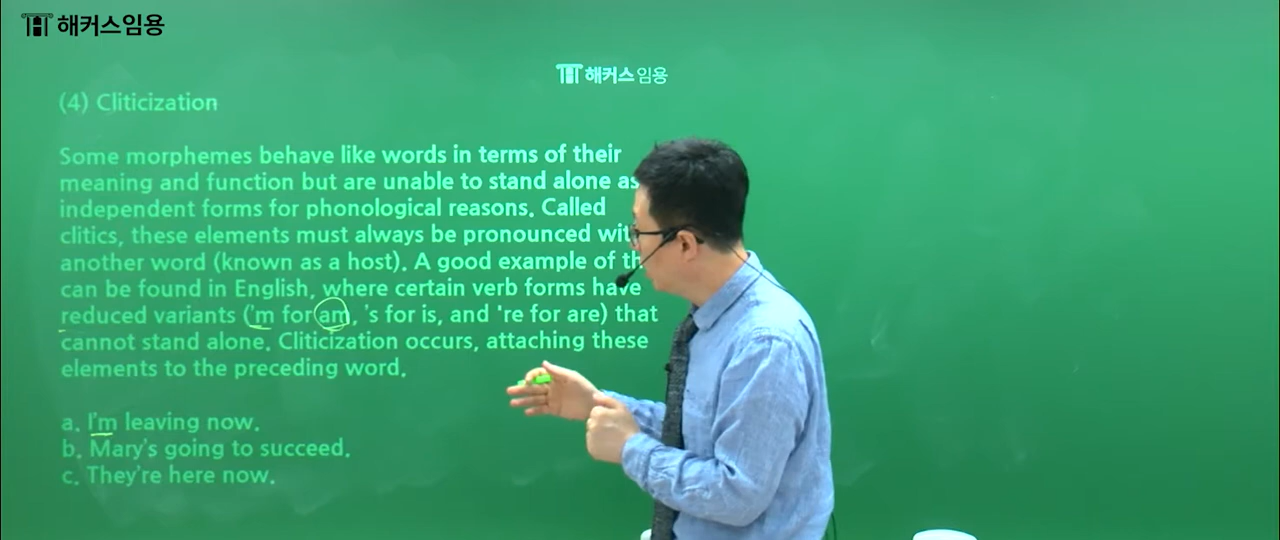 해커스임용
해커스임용
(4) Cliticization
Some morphemes behave like words in terms of their
meaning and function but are unable to stand alone as
independent forms for phonological reasons. Called
clitics, these elements must always be pronounced
another word (known as a host). A good example of
can be found in English, where certain verb forms have
reduced variants ('m for am, 's for is, and 're for are) that
cannot stand alone. Cliticization occurs, attaching these
elements to the preceding word.
a. I'm leaving now.
b. Mary's going to succeed.
c. They're here now.